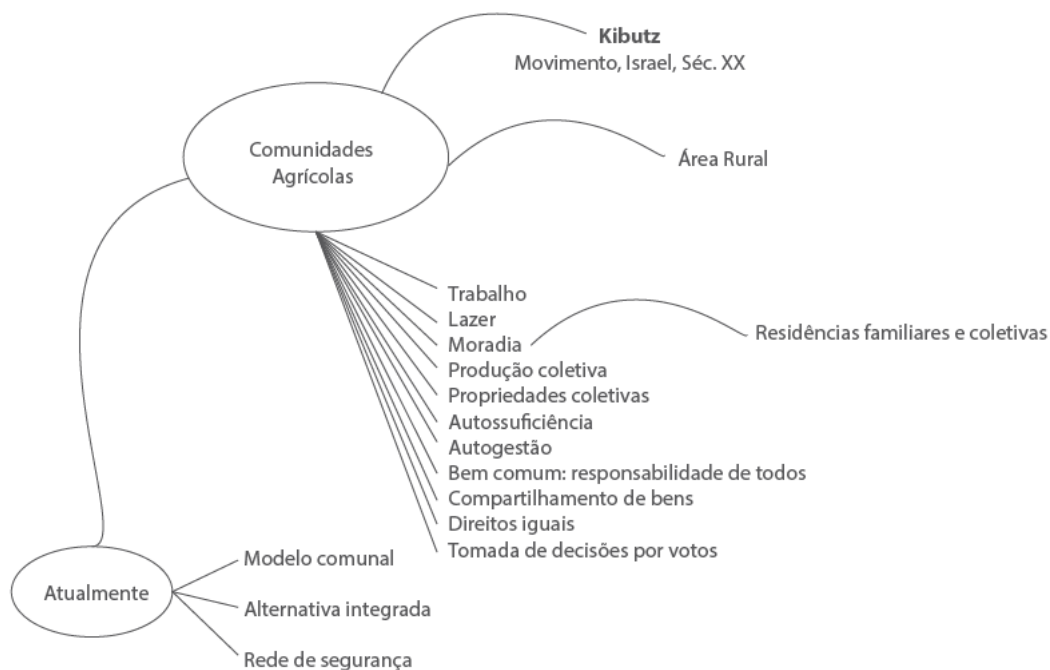 Kibutz
Movimento, Israel, Séc. XX
Comunidades
Agrícolas
Área Rural
Trabalho
Lazer
Moradia
Residências familiares e coletivas
Produção coletiva
Propriedades coletivas
Autossuficiência
Autogestão
Bem comum: responsabilidade de todos
Compartilhamento de bens
Direitos iguais
Tomada de decisões por votos
Atualmente
Modelo comunal
Alternativa integrada
Rede de segurança